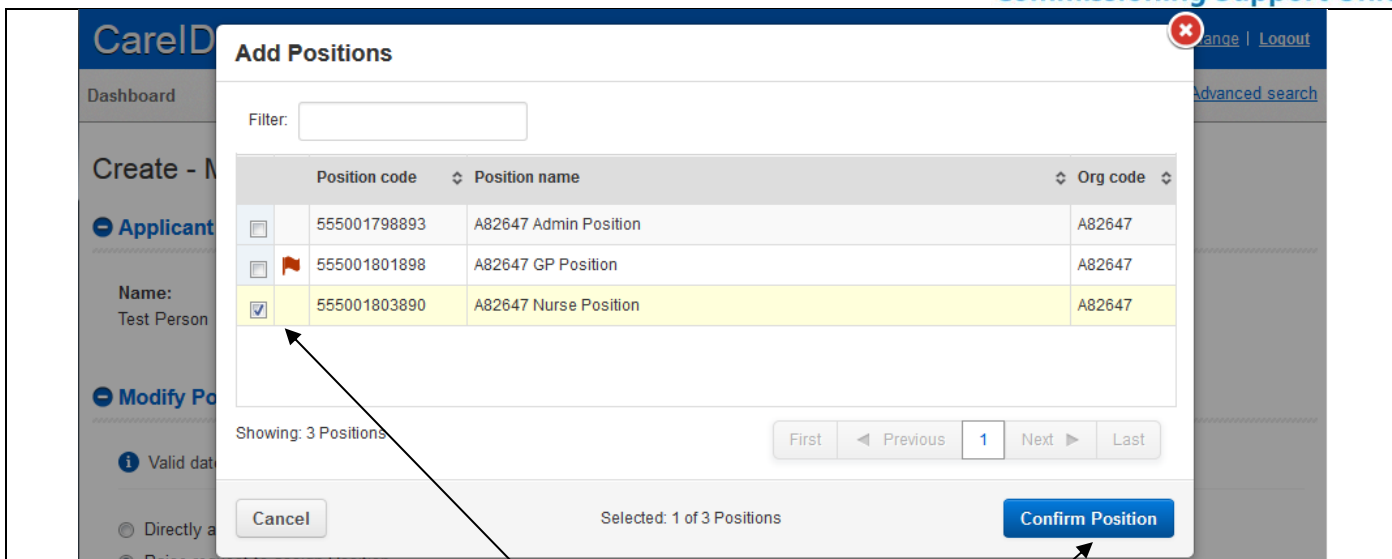 Commissioning Support Unit
CareID
ange | Logout
Add Positions
Dashboard
Advanced search
Filter:
Create - M
Position code Position name Org code
Applicant
555001798893 A82647 Admin Position A82647
555001801898 A82647 GP Position A82647
Name:
555001803890 A82647 Nurse Position A82647
Test Person
Modify Po
Showing: 3 Positions
First Previous 1 Next Last
Valid date
Cancel Selected: 1 of 3 Positions Confirm Position
Directly a